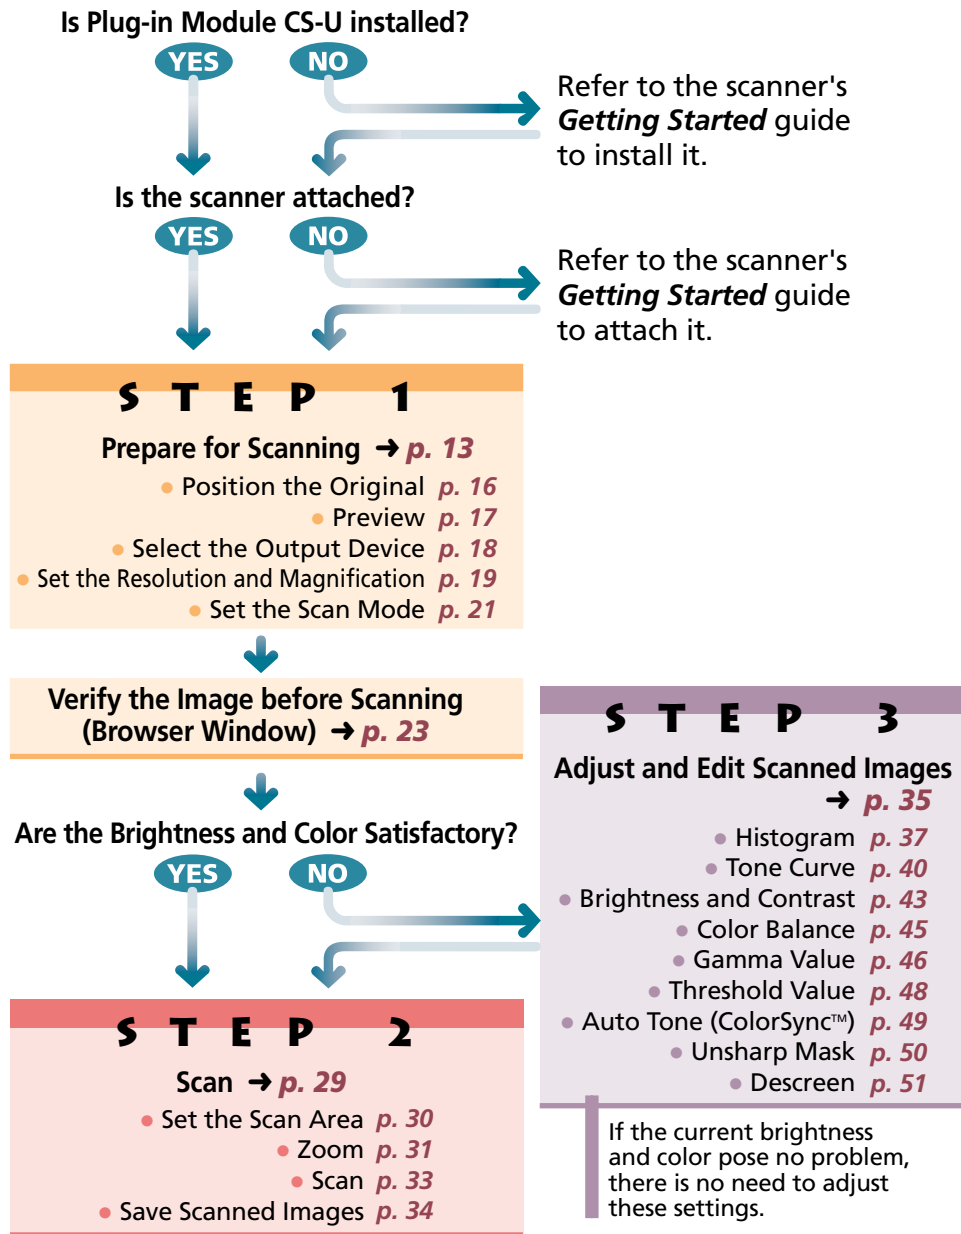 Is Plug-in Module CS-U installed?
YES NO
Refer to the scanner's
Getting Started guide
to install it.
Is the scanner attached?
YES NO
Refer to the scanner's
Getting Started guide
to attach it.
STEP 1
Prepare for Scanning ➔ p. 13
• Position the Original p. 16
• Preview p. 17
• Select the Output Device p. 18
• Set the Resolution and Magnification p. 19
• Set the Scan Mode p. 21
Verify the Image before Scanning
(Browser Window) ➔ p. 23
Are the Brightness and Color Satisfactory?
YES NO
STEP 2
Scan ➔ p. 29
• Set the Scan Area p. 30
• Zoom p. 31
• Scan p. 33
• Save Scanned Images p. 34
STEP 3
Adjust and Edit Scanned Images
➔ p. 35
• Histogram p. 37
• Tone Curve p. 40
• Brightness and Contrast p. 43
• Color Balance p. 45
• Gamma Value p. 46
• Threshold Value p. 48
• Auto Tone (ColorSync™) p. 49
• Unsharp Mask p. 50
• Descreen p. 51
If the current brightness
and color pose no problem,
there is no need to adjust
these settings.